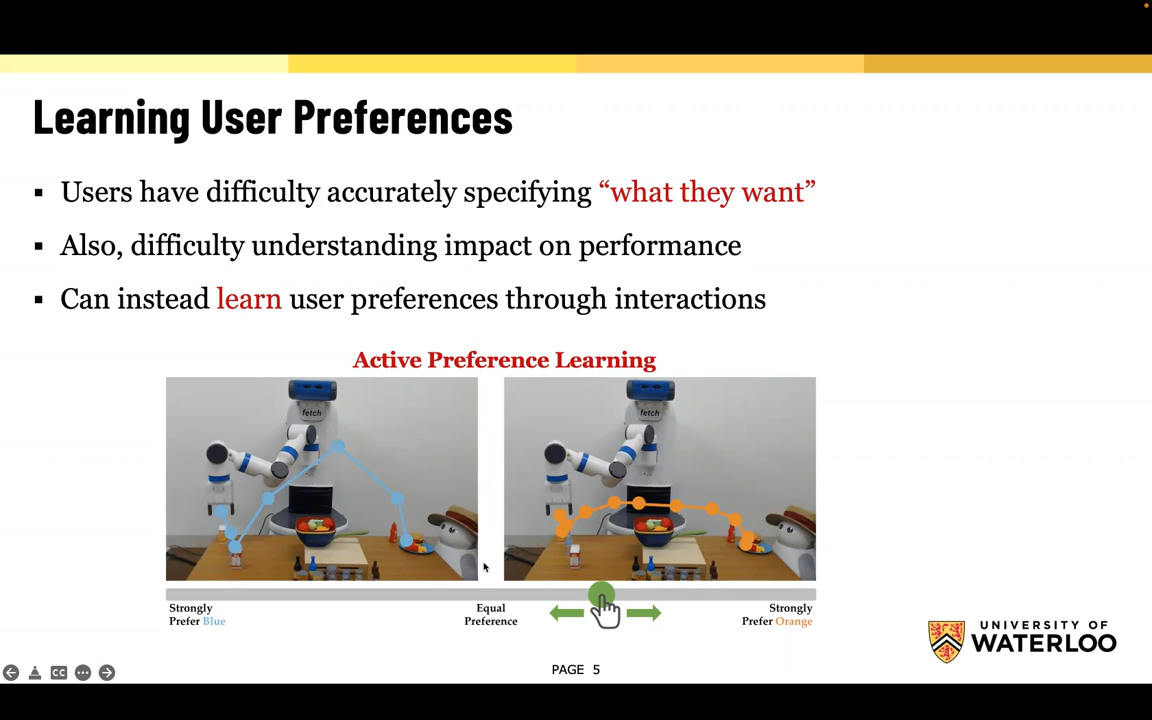 Learning User Preferences
▪ Users have difficulty accurately specifying “what they want”
▪ Also, difficulty understanding impact on performance
▪ Can instead learn user preferences through interactions
Active Preference Learning
fetch
fetch
Strongly
Prefer Blue
Equal
Preference
Strongly
Prefer Orange
UNIVERSITY OF
WATERLOO
PAGE 5
CC